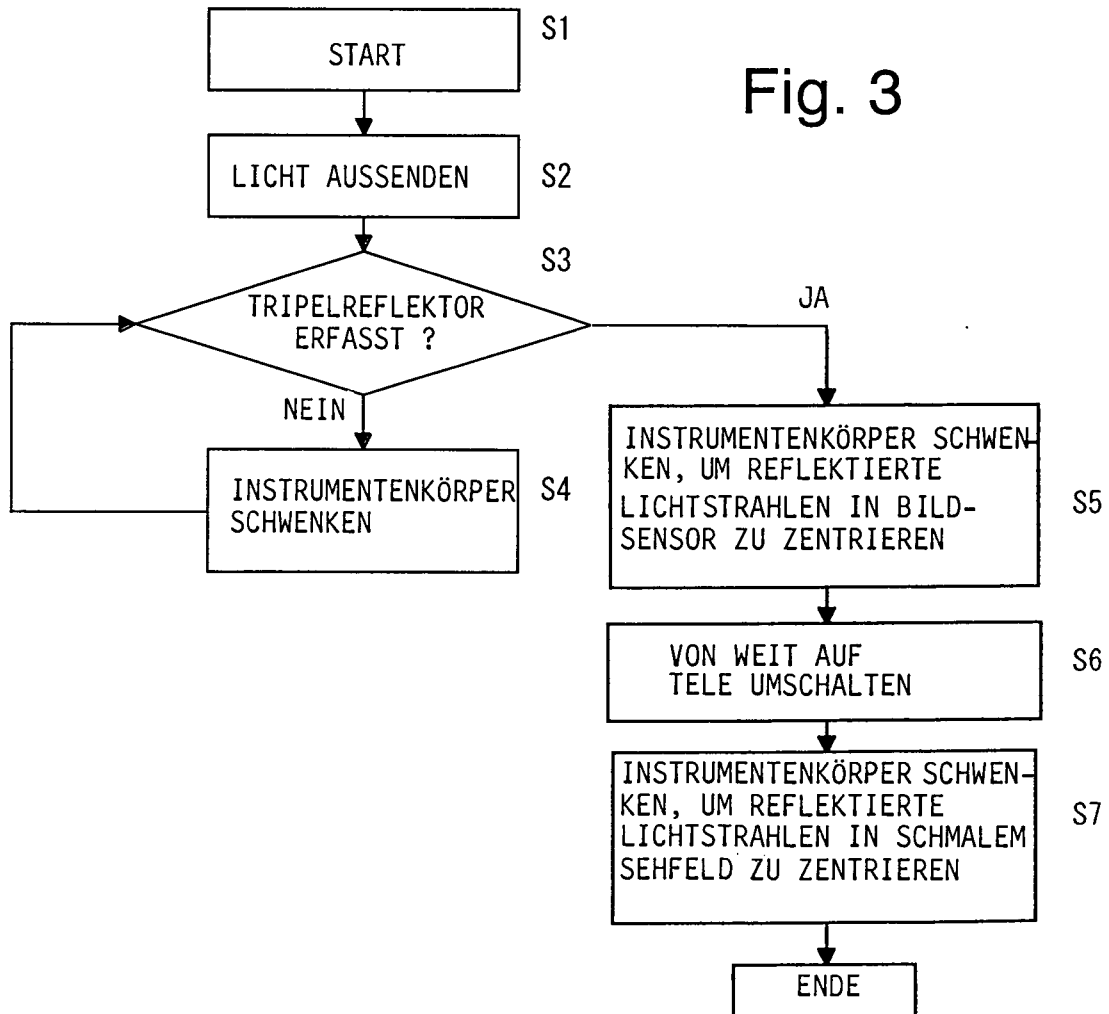 S1
START
Fig. 3
LICHT AUSSENDEN
S2
S3
TRIPELREFLEKTOR
ERFASST ?
JA
NEIN
INSTRUMENTENKÖRPER
SCHWENKEN
S4
INSTRUMENTENKÖRPER SCHWEN-
KEN, UM REFLEKTIERTE
LICHTSTRAHLEN IN BILD-
SENSOR ZU ZENTRIEREN
S5
VON WEIT AUF
TELE UMSCHALTEN
S6
INSTRUMENTENKÖRPER SCHWEN-
KEN, UM REFLEKTIERTE
LICHTSTRAHLEN IN SCHMALEM
SEHFELD ZU ZENTRIEREN
S7
ENDE